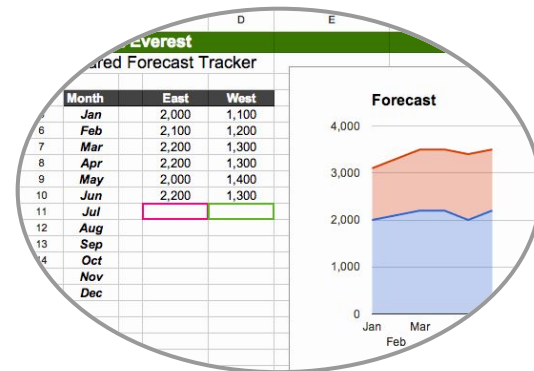 D E
Everest
ared Forecast Tracker
Month East West
Jan 2,000 1,100
6 Feb 2,100 1,200
7 Mar 2,200 1,300
8 Apr 2,200 1,300
9 May 2,000 1,400
10 Jun 2,200 1,300
11 Jul
12 Aug
13 Sep
14 Oct
Nov
Dec
Forecast
4,000
3,000
2,000
1,000
0
Jan Mar
Feb